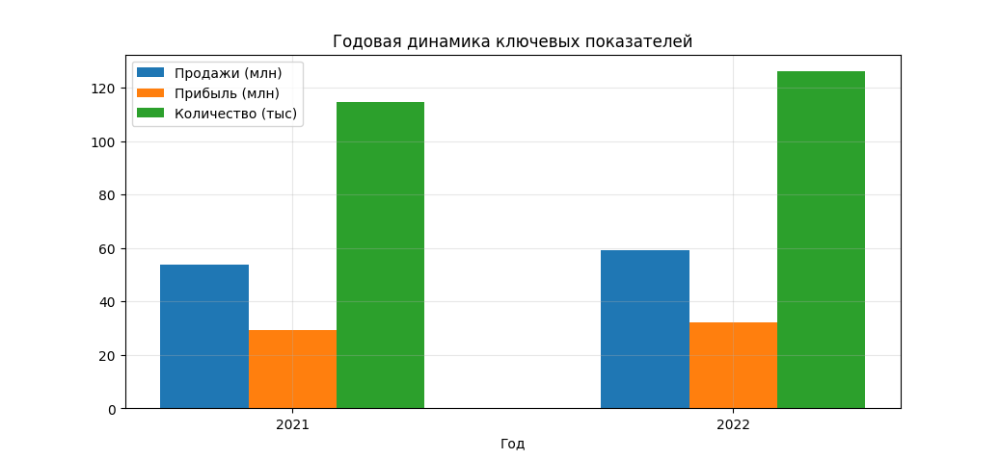 Годовая динамика ключевых показателей
Продажи (млн)
Прибыль (млн)
Количество (тыс)
120
100
80
60
40
20
0
2021
2022
Год